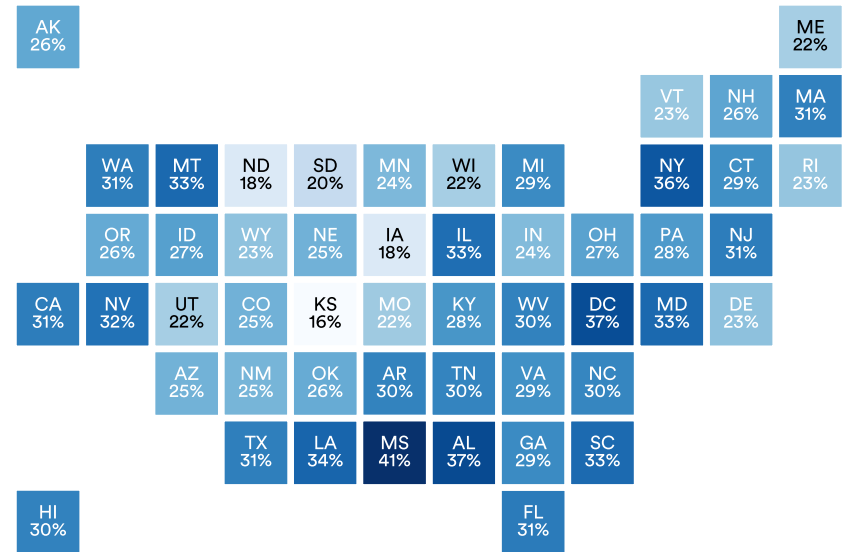 AK
26%
ME
22%
VT
23%
NH
26%
MA
31%
WA
31%
MT
33%
ND
18%
SD
20%
MN
24%
WI
22%
MI
29%
NY
36%
CT
29%
RI
23%
OR
26%
ID
27%
WY
23%
NE
25%
IA
18%
IL
33%
IN
24%
OH
27%
PA
28%
NJ
31%
CA
31%
NV
32%
UT
22%
CO
25%
KS
16%
MO
22%
KY
28%
WV
30%
DC
37%
MD
33%
DE
23%
AZ
25%
NM
25%
OK
26%
AR
30%
TN
30%
VA
29%
NC
30%
TX
31%
LA
34%
MS
41%
AL
37%
GA
29%
SC
33%
HI
30%
FL
31%